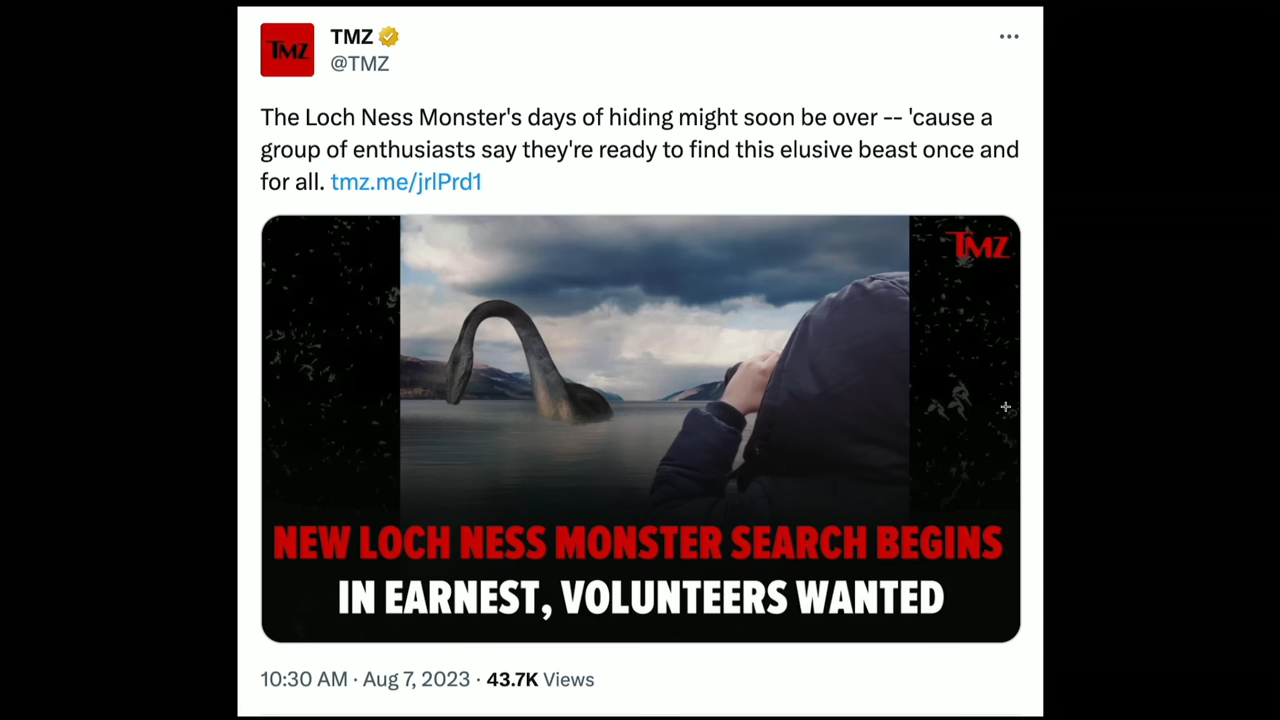 TMZ
TMZ
@TMZ
The Loch Ness Monster's days of hiding might soon be over -- 'cause a
group of enthusiasts say they're ready to find this elusive beast once and
for all. tmz.me/jrlPrd1
TMZ
NEW LOCH NESS MONSTER SEARCH BEGINS
IN EARNEST, VOLUNTEERS WANTED
10:30 AM · Aug 7, 2023 · 43.7K Views